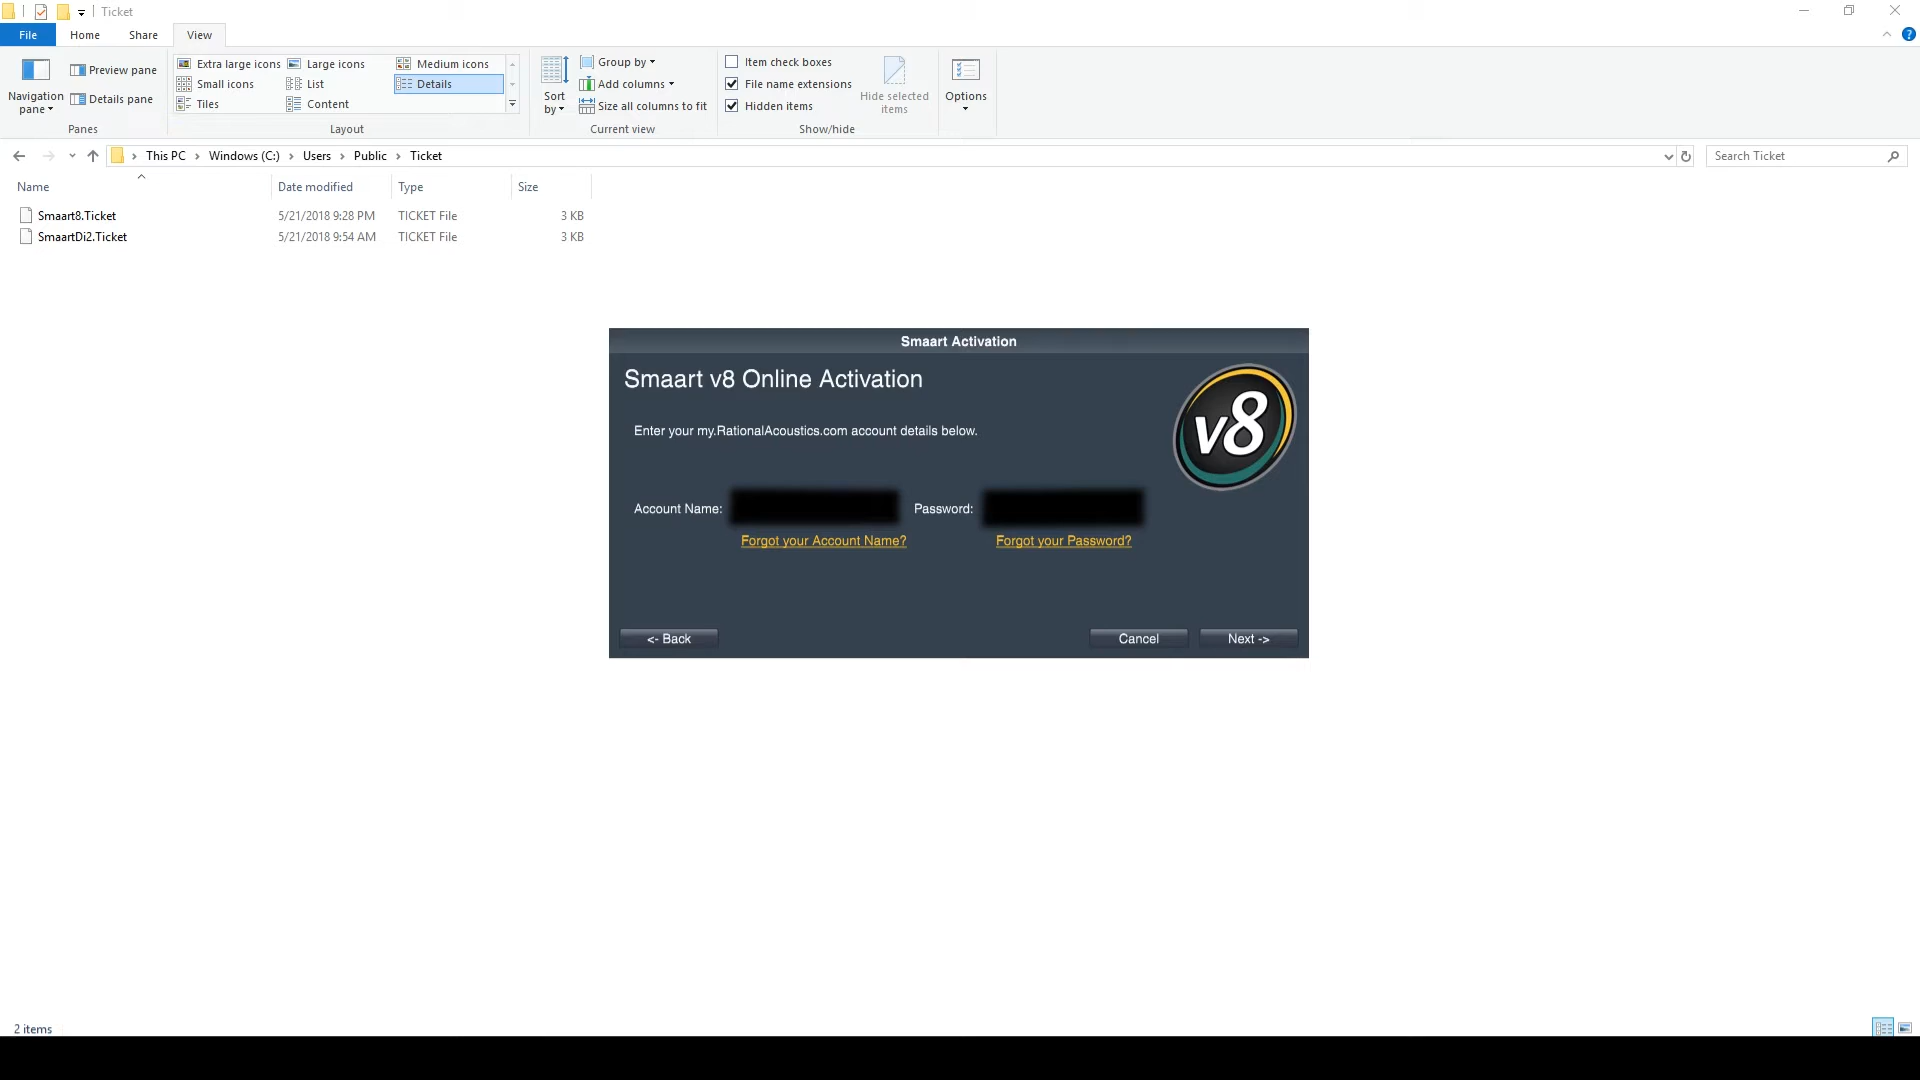 Ticket
File Home Share View
Navigation pane
Preview pane
Details pane
Panes
Extra large icons Large icons Medium icons
Small icons List Details
Tiles Content
Layout
Sort by
Group by
Add columns
Size all columns to fit
Current view
Item check boxes
File name extensions
Hidden items
Hide selected items
Show/hide
Options
This PC Windows (C:) Users Public Ticket
Search Ticket
Name Date modified Type Size
Smaart8.Ticket 5/21/2018 9:28 PM TICKET File 3 KB
SmaartDi2.Ticket 5/21/2018 9:54 AM TICKET File 3 KB
Smaart Activation
Smaart v8 Online Activation
v8
Enter your my.RationalAcoustics.com account details below.
Account Name: Password:
Forgot your Account Name? Forgot your Password?
<- Back Cancel Next ->
2 items